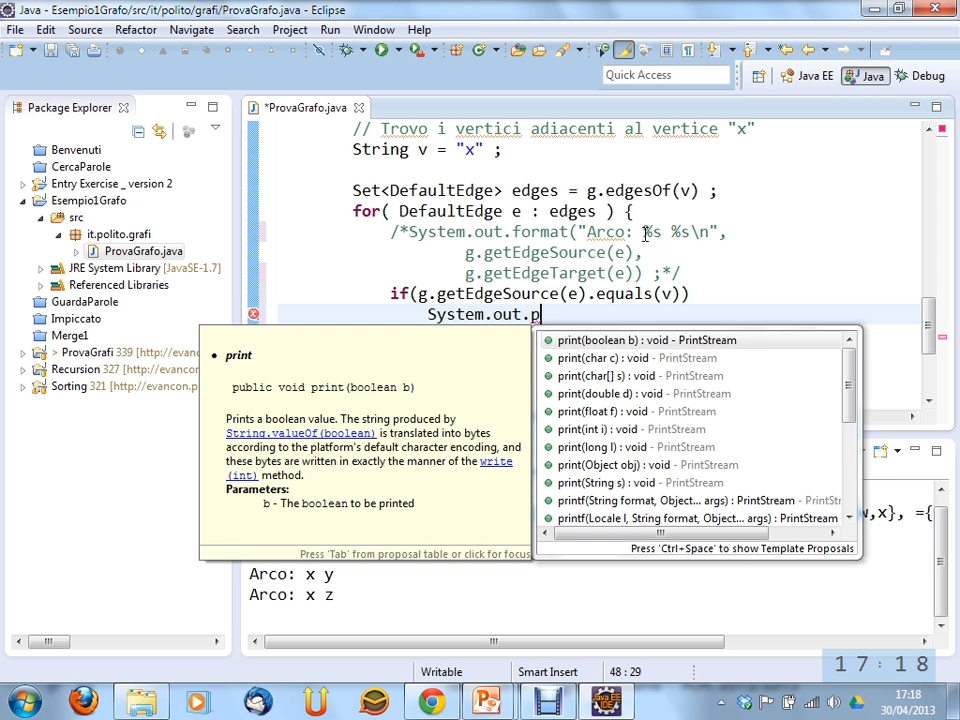 Java - Esempio1Grafo/src/it/polito/grafi/ProvaGrafo.java - Eclipse
File Edit Source Refactor Navigate Search Project Run Window Help
Quick Access
Java EE Java Debug
Package Explorer
*ProvaGrafo.java
Benvenuti
CercaParole
Entry Exercise _ version 2
Esempio1Grafo
src
it.polito.grafi
ProvaGrafo.java
JRE System Library [JavaSE-1.7]
Referenced Libraries
GuardaParole
Impiccato
Merge1
> ProvaGrafi 339 [http://evancon.
Recursion 327 [http://evancon.p
Sorting 321 [http://evancon.pol
// Trovo i vertici adiacenti al vertice "x"
String v = "x" ;
Set<DefaultEdge> edges = g.edgesOf(v) ;
for( DefaultEdge e : edges ) {
/*System.out.format("Arco: %s %s\n",
g.getEdgeSource(e),
g.getEdgeTarget(e)) ;*/
if(g.getEdgeSource(e).equals(v))
System.out.p
print
public void print(boolean b)
Prints a boolean value. The string produced by
String.valueOf(boolean) is translated into bytes
according to the platform's default character encoding, and
these bytes are written in exactly the manner of the write
(int) method.
Parameters:
b - The boolean to be printed
Press 'Tab' from proposal table or click for focus
print(boolean b) : void - PrintStream
print(char c) : void - PrintStream
print(char[] s) : void - PrintStream
print(double d) : void - PrintStream
print(float f) : void - PrintStream
print(int i) : void - PrintStream
print(long l) : void - PrintStream
print(Object obj) : void - PrintStream
print(String s) : void - PrintStream
printf(String format, Object... args) : PrintStream - PrintStr
printf(Locale l, String format, Object... args) : PrintStream
Press 'Ctrl+Space' to show Template Proposals
,x}, ={
Arco: x y
Arco: x z
Writable Smart Insert 48 : 29
17:18
17:18
30/04/2013